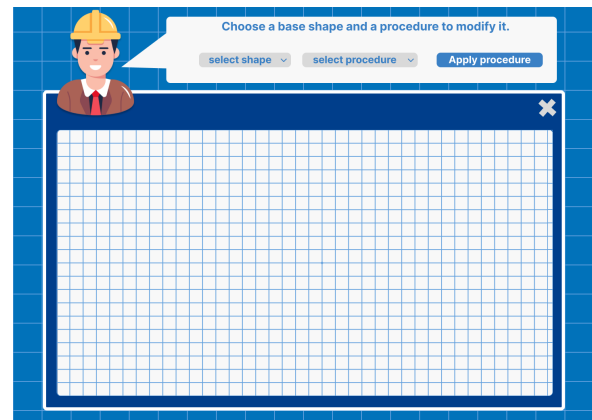 Choose a base shape and a procedure to modify it.
select shape select procedure Apply procedure